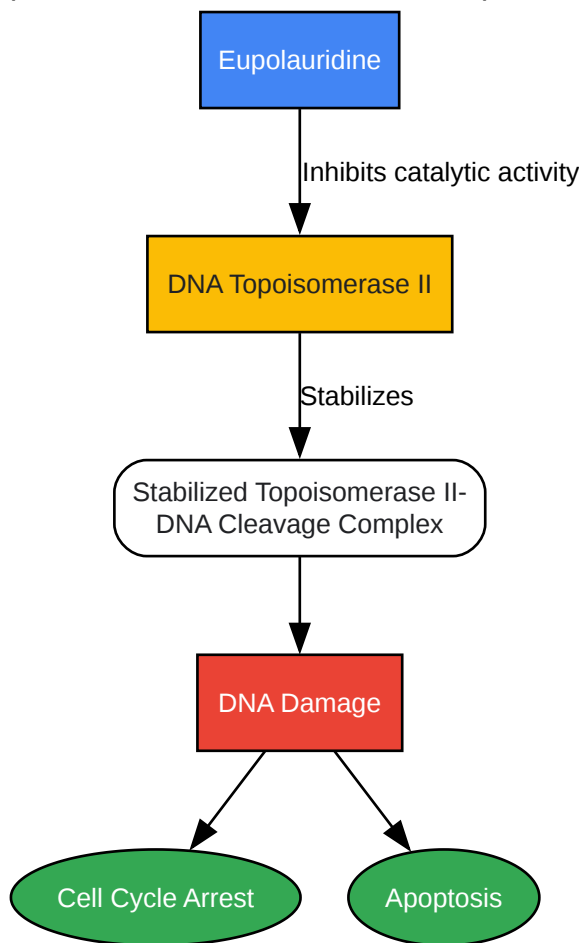 Eupolauridine
Inhibits catalytic activity
DNA Topoisomerase II
Stabilizes
Stabilized Topoisomerase II-
DNA Cleavage Complex
DNA Damage
Cell Cycle Arrest
Apoptosis